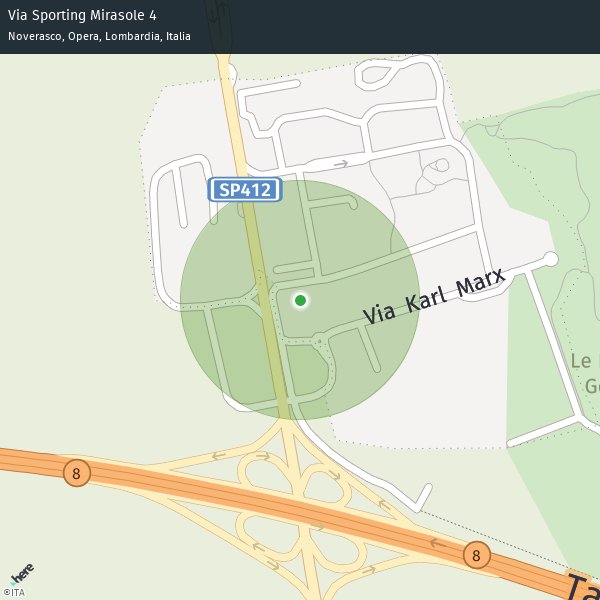 Via Sporting Mirasole 4
Noverasco, Opera, Lombardia, Italia
SP412
Via Karl Marx
Le
8
8
Ta
here
©ITA